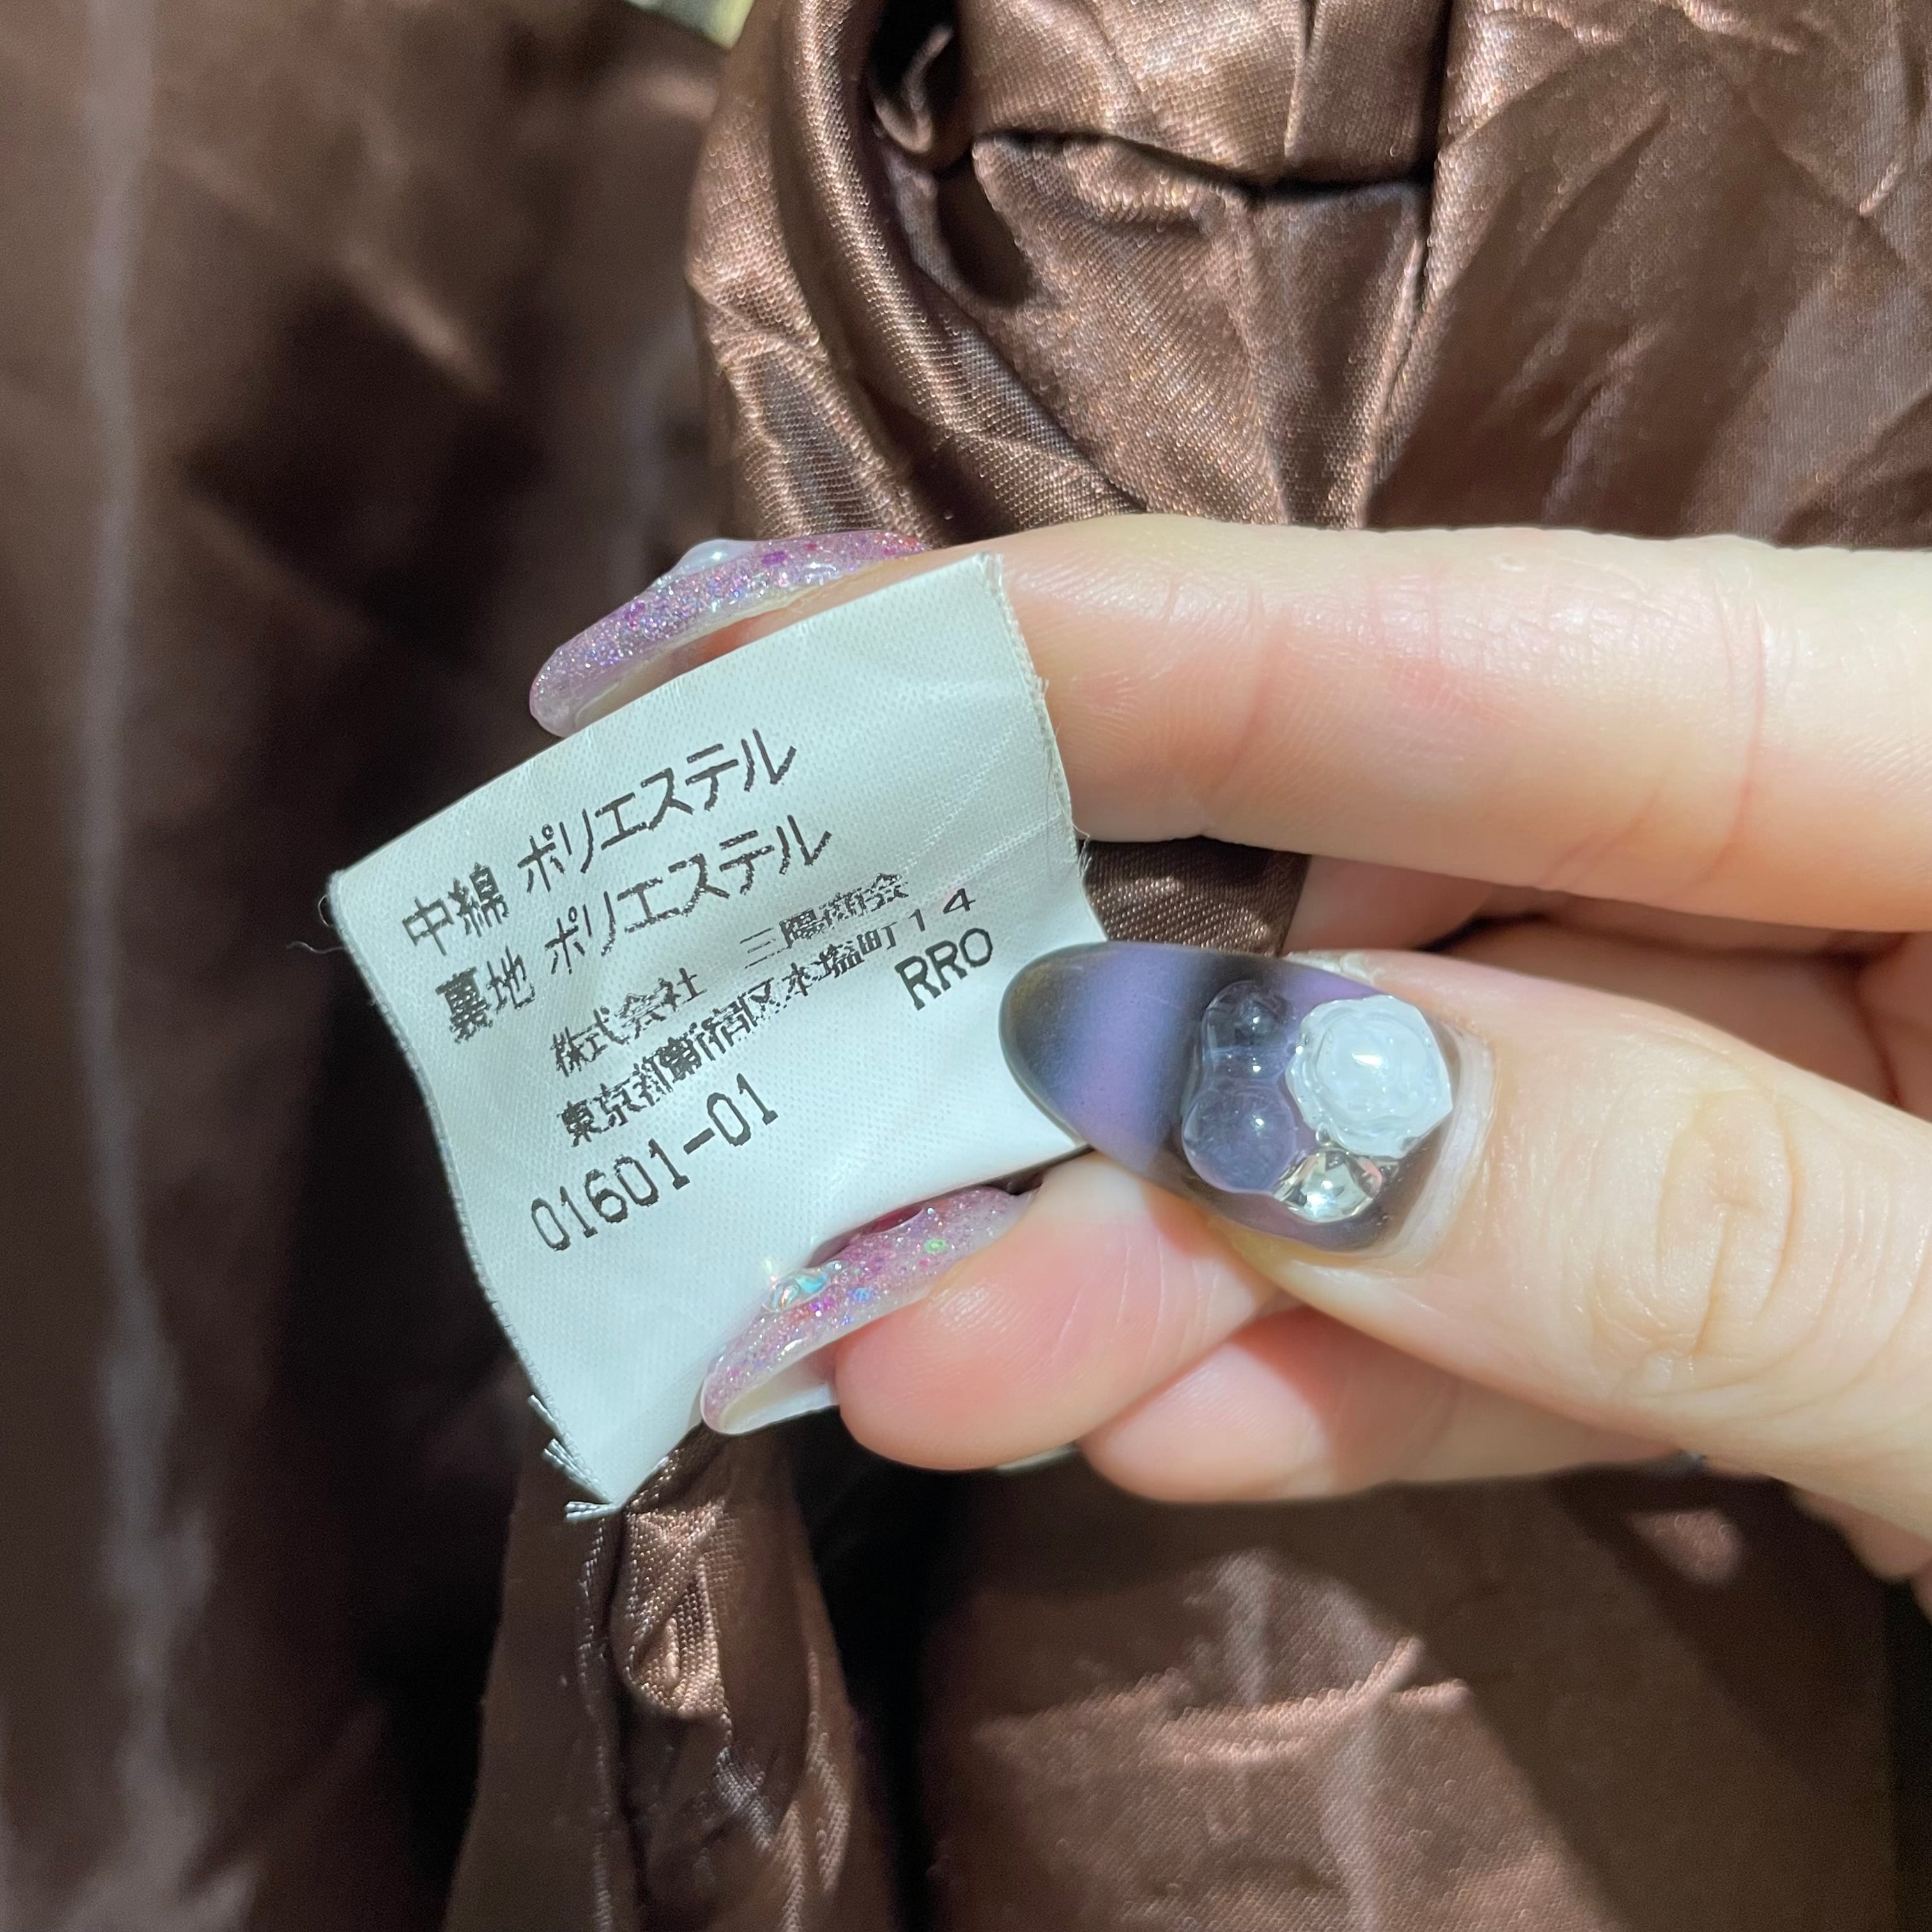 中綿 ポリエステル
裏地 ポリエステル
株式会社 三陽商会
東京都新宿区本塩町14
RRO
01601-01